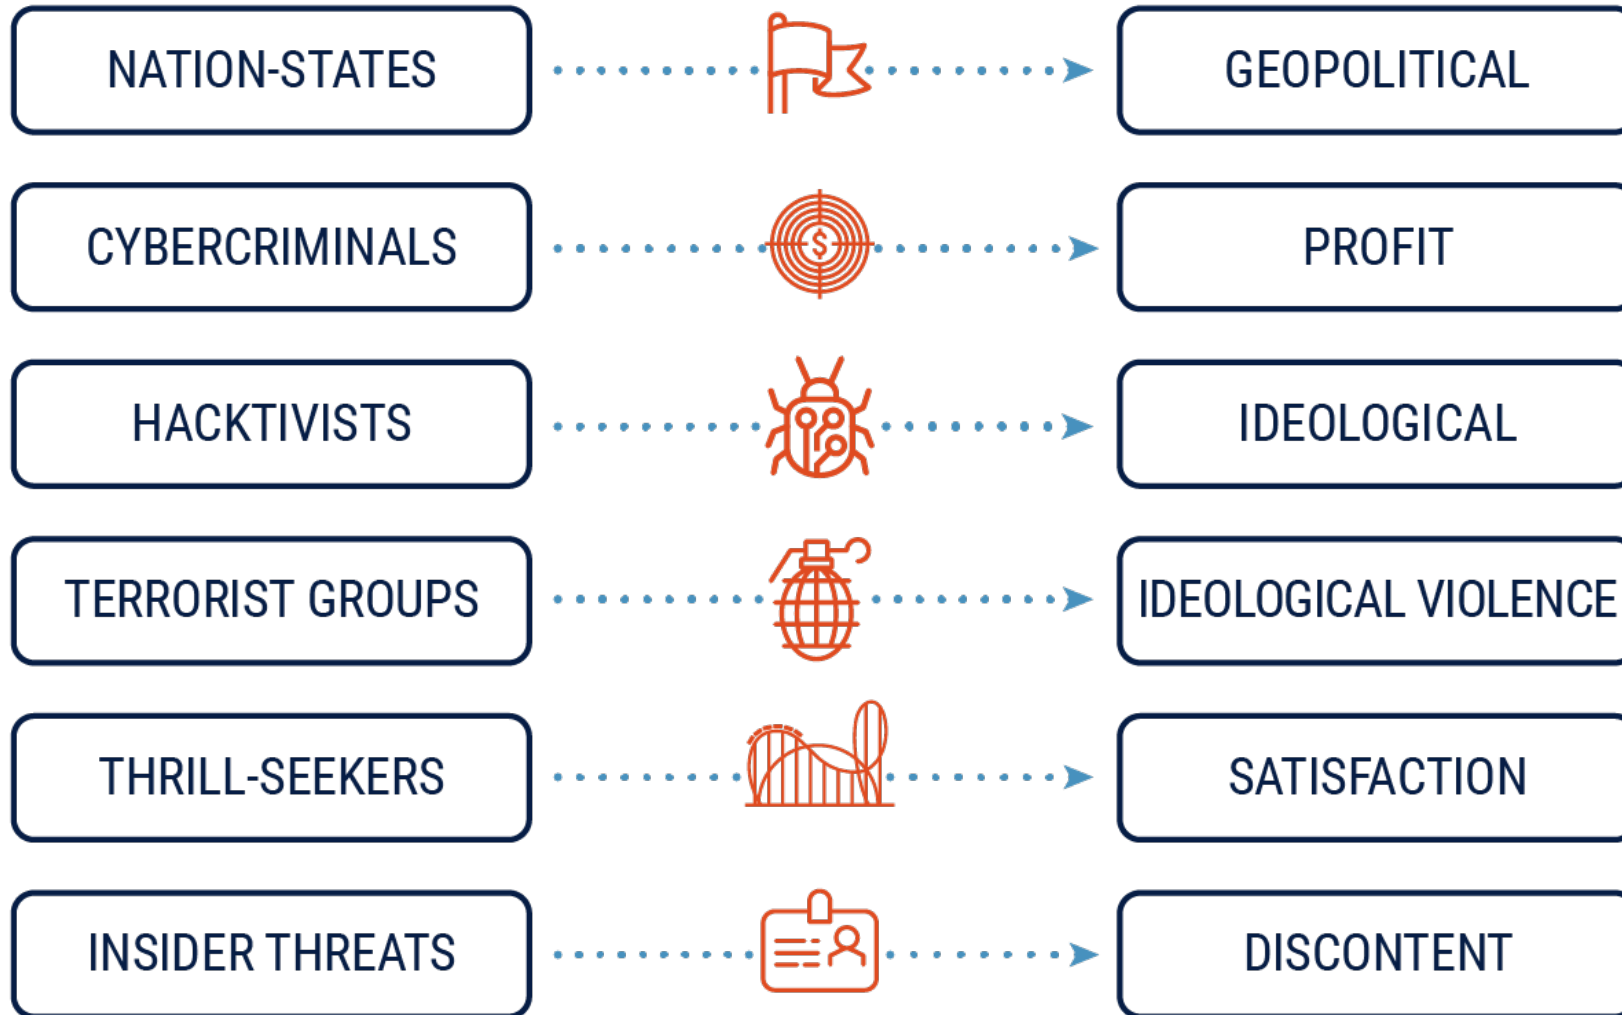 NATION-STATES
GEOPOLITICAL
CYBERCRIMINALS
$
PROFIT
HACKTIVISTS
IDEOLOGICAL
TERRORIST GROUPS
IDEOLOGICAL VIOLENCE
THRILL-SEEKERS
SATISFACTION
INSIDER THREATS
DISCONTENT